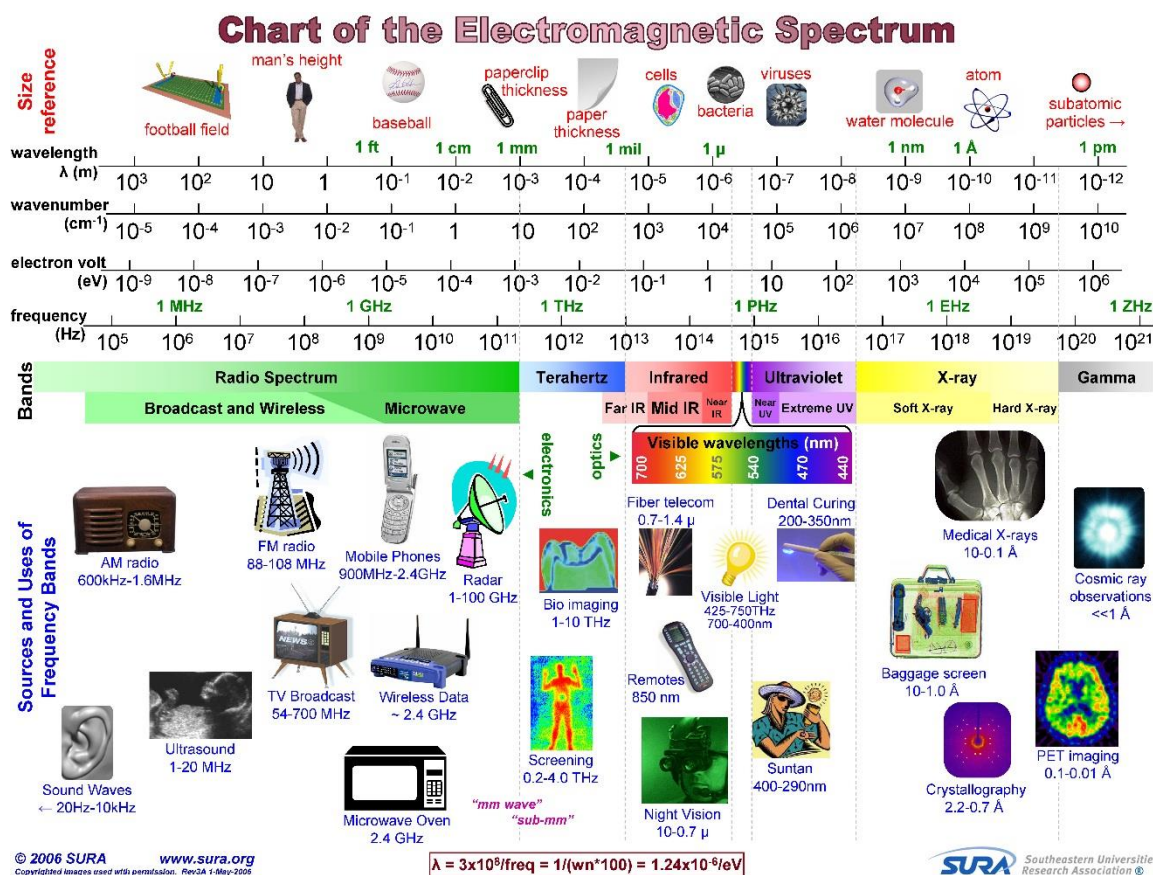 Chart of the Electromagnetic Spectrum
Size reference
football field
man's height
baseball
paperclip thickness
paper thickness
cells
bacteria
viruses
water molecule
atom
subatomic particles →
wavelength λ (m)
1 ft 1 cm 1 mm 1 mil 1 µ 1 nm 1 Å 1 pm
10³ 10² 10 1 10⁻¹ 10⁻² 10⁻³ 10⁻⁴ 10⁻⁵ 10⁻⁶ 10⁻⁷ 10⁻⁸ 10⁻⁹ 10⁻¹⁰ 10⁻¹¹ 10⁻¹²
wavenumber (cm⁻¹)
10⁻⁵ 10⁻⁴ 10⁻³ 10⁻² 10⁻¹ 1 10 10² 10³ 10⁴ 10⁵ 10⁶ 10⁷ 10⁸ 10⁹ 10¹⁰
electron volt (eV)
10⁻⁹ 10⁻⁸ 10⁻⁷ 10⁻⁶ 10⁻⁵ 10⁻⁴ 10⁻³ 10⁻² 10⁻¹ 1 10 10² 10³ 10⁴ 10⁵ 10⁶
1 MHz 1 GHz 1 THz 1 PHz 1 EHz 1 ZHz
frequency (Hz)
10⁵ 10⁶ 10⁷ 10⁸ 10⁹ 10¹⁰ 10¹¹ 10¹² 10¹³ 10¹⁴ 10¹⁵ 10¹⁶ 10¹⁷ 10¹⁸ 10¹⁹ 10²⁰ 10²¹
Bands
Radio Spectrum Terahertz Infrared Ultraviolet X-ray Gamma
Broadcast and Wireless Microwave Far IR Mid IR Near IR Near UV Extreme UV Soft X-ray Hard X-ray
electronics
optics
Visible wavelengths (nm)
700 625 575 540 470 440
Sources and Uses of Frequency Bands
AM radio
600kHz-1.6MHz
FM radio
88-108 MHz
Mobile Phones
900MHz-2.4GHz
Radar
1-100 GHz
Bio imaging
1-10 THz
Fiber telecom
0.7-1.4 µ
Visible Light
425-750THz
700-400nm
Dental Curing
200-350nm
Medical X-rays
10-0.1 Å
Cosmic ray
observations
<<1 Å
NEWS
TV Broadcast
54-700 MHz
Wireless Data
~ 2.4 GHz
Remotes
850 nm
Baggage screen
10-1.0 Å
Sound Waves
← 20Hz-10kHz
Ultrasound
1-20 MHz
Microwave Oven
2.4 GHz
"mm wave"
"sub-mm"
Screening
0.2-4.0 THz
Night Vision
10-0.7 µ
Suntan
400-290nm
Crystallography
2.2-0.7 Å
PET imaging
0.1-0.01 Å
© 2006 SURA www.sura.org
Copyrighted images used with permission. Rev3A 1-May-2006
λ = 3x10⁸/freq = 1/(wn*100) = 1.24x10⁻⁶/eV
SURA
Southeastern Universitie
Research Association ®